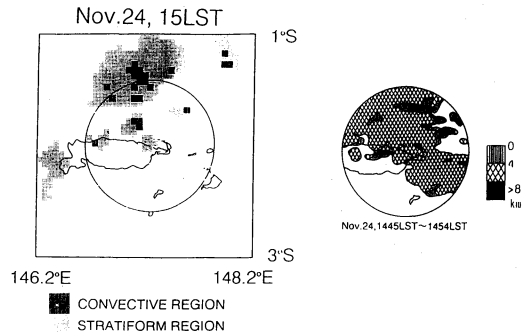 Nov.24, 15LST
1°S
3°S
146.2°E
148.2°E
CONVECTIVE REGION
STRATIFORM REGION
0
4
>8
km
Nov.24,1445LST~1454LST